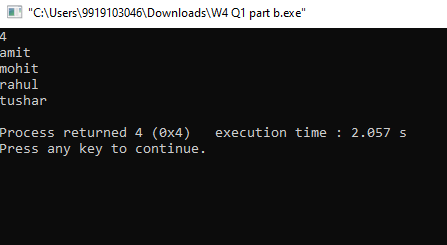 "C:\Users\9919103046\Downloads\W4 Q1 part b.exe"
4
amit
mohit
rahul
tushar
Process returned 4 (0x4)   execution time : 2.057 s
Press any key to continue.